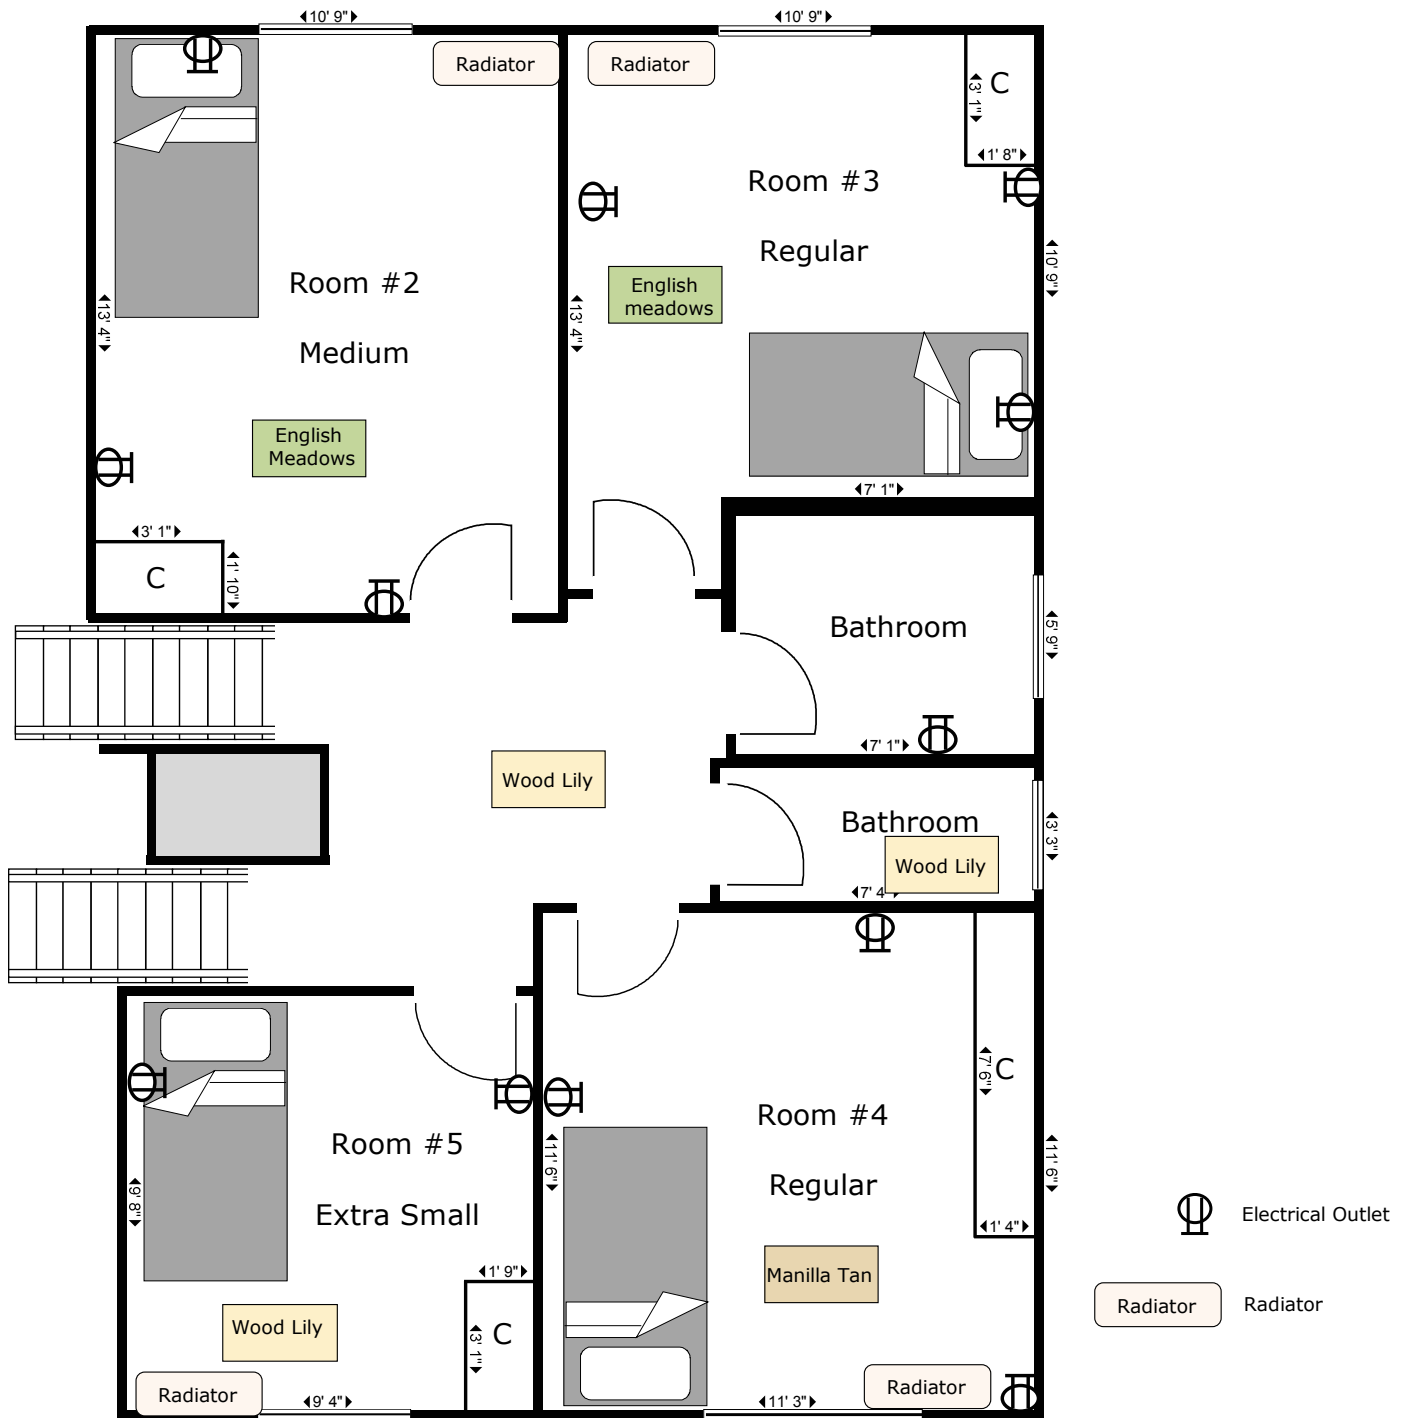 10' 9"
10' 9"
Radiator
Radiator
C
3' 1"
1' 8"
Room #3
Regular
10' 9"
Room #2
Medium
13' 4"
13' 4"
English
meadows
English
Meadows
7' 1"
3' 1"
C
1' 10"
Bathroom
5' 9"
7' 1"
Wood Lily
Bathroom
3' 3"
Wood Lily
7' 4
C
7' 6"
Room #4
Regular
11' 6"
11' 6"
Room #5
Extra Small
9' 8"
1' 4"
Electrical Outlet
Manilla Tan
1' 9"
Wood Lily
C
3' 1"
Radiator
Radiator
Radiator
Radiator
9' 4"
11' 3"